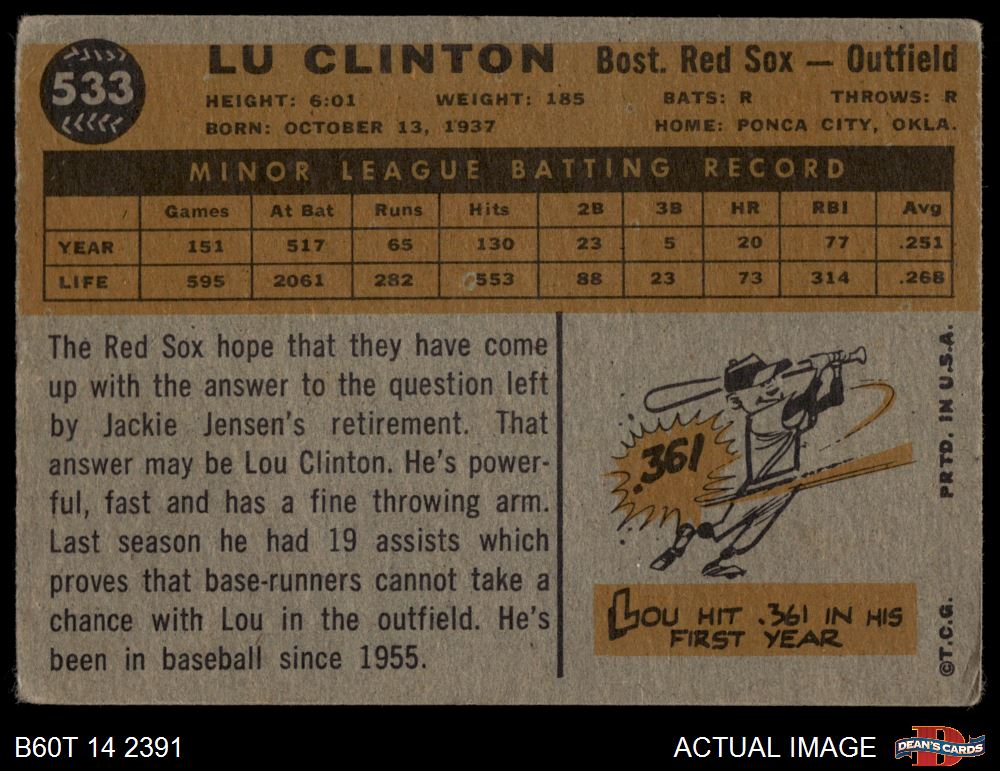 533
LU CLINTON Bost. Red Sox — Outfield
HEIGHT: 6:01 WEIGHT: 185 BATS: R THROWS: R
BORN: OCTOBER 13, 1937 HOME: PONCA CITY, OKLA.
MINOR LEAGUE BATTING RECORD
Games At Bat Runs Hits 2B 3B HR RBI Avg
YEAR 151 517 65 130 23 5 20 77 .251
LIFE 595 2061 282 553 88 23 73 314 .268
The Red Sox hope that they have come
up with the answer to the question left
by Jackie Jensen's retirement. That
answer may be Lou Clinton. He's power-
ful, fast and has a fine throwing arm.
Last season he had 19 assists which
proves that base-runners cannot take a
chance with Lou in the outfield. He's
been in baseball since 1955.
.361
LOU HIT .361 IN HIS
FIRST YEAR
©T.C.G. PRTD. IN U.S.A.
B60T 14 2391 ACTUAL IMAGE
D
DEAN'S CARDS